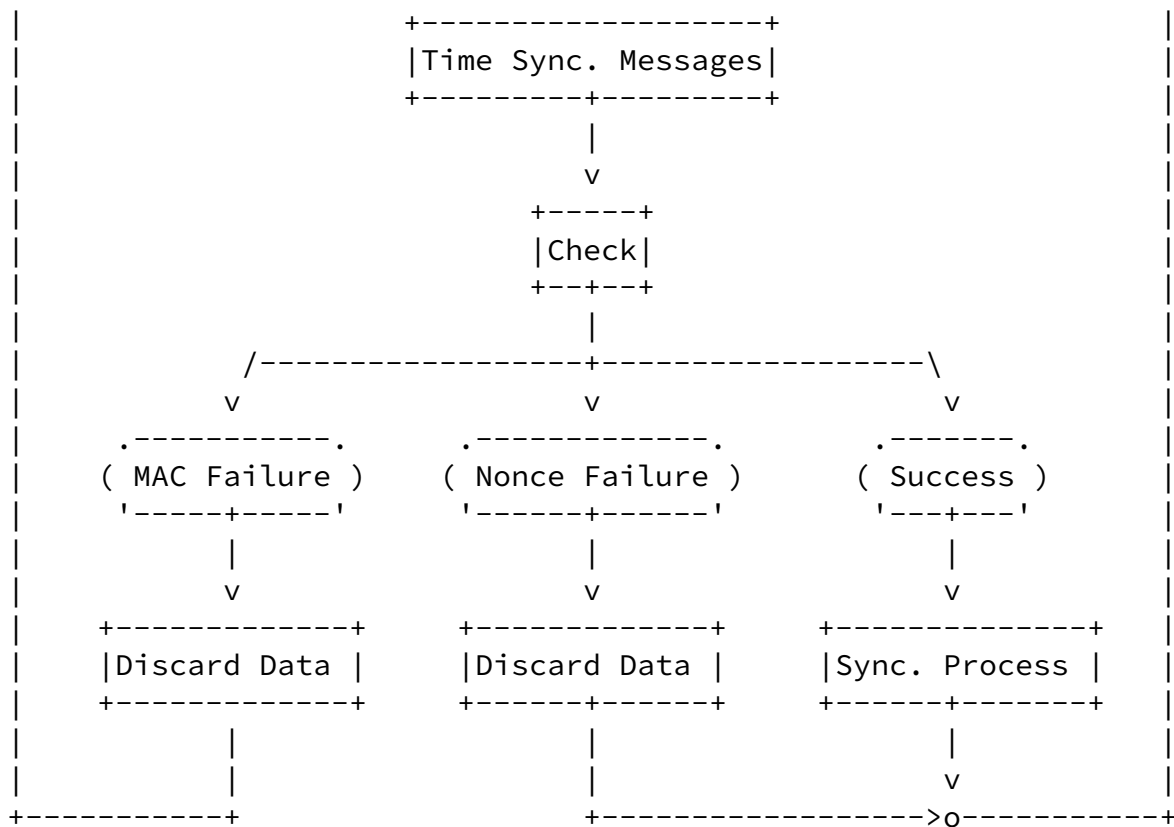 Time Sync. Messages
Check
( MAC Failure ) ( Nonce Failure ) ( Success )
Discard Data Discard Data Sync. Process